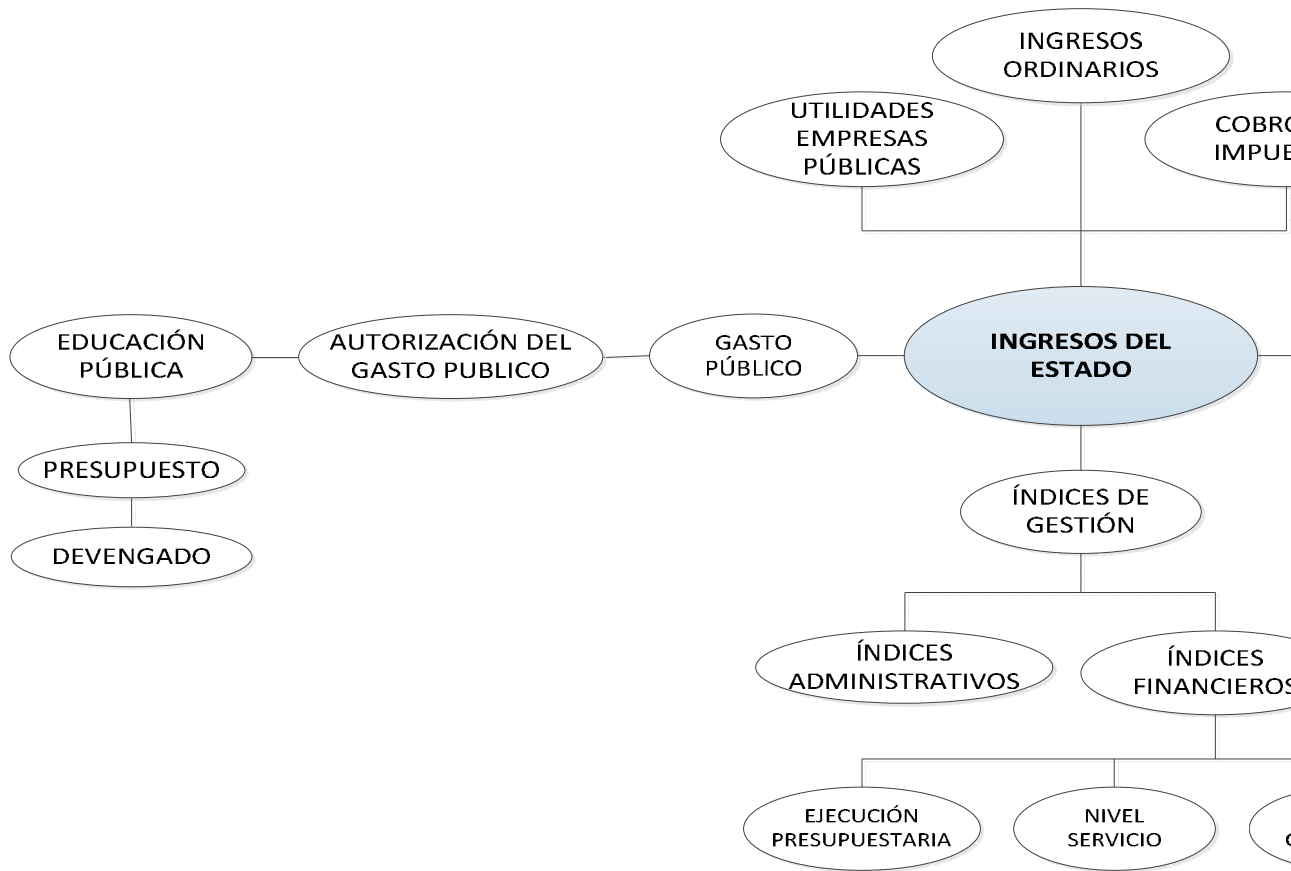 INGRESOS
ORDINARIOS
UTILIDADES
EMPRESAS
PÚBLICAS
EDUCACIÓN
PÚBLICA
AUTORIZACIÓN DEL
GASTO PUBLICO
GASTO
PÚBLICO
INGRESOS DEL
ESTADO
PRESUPUESTO
DEVENGADO
ÍNDICES DE
GESTIÓN
ÍNDICES
ADMINISTRATIVOS
ÍNDICES
FINANCIEROS
EJECUCIÓN
PRESUPUESTARIA
NIVEL
SERVICIO